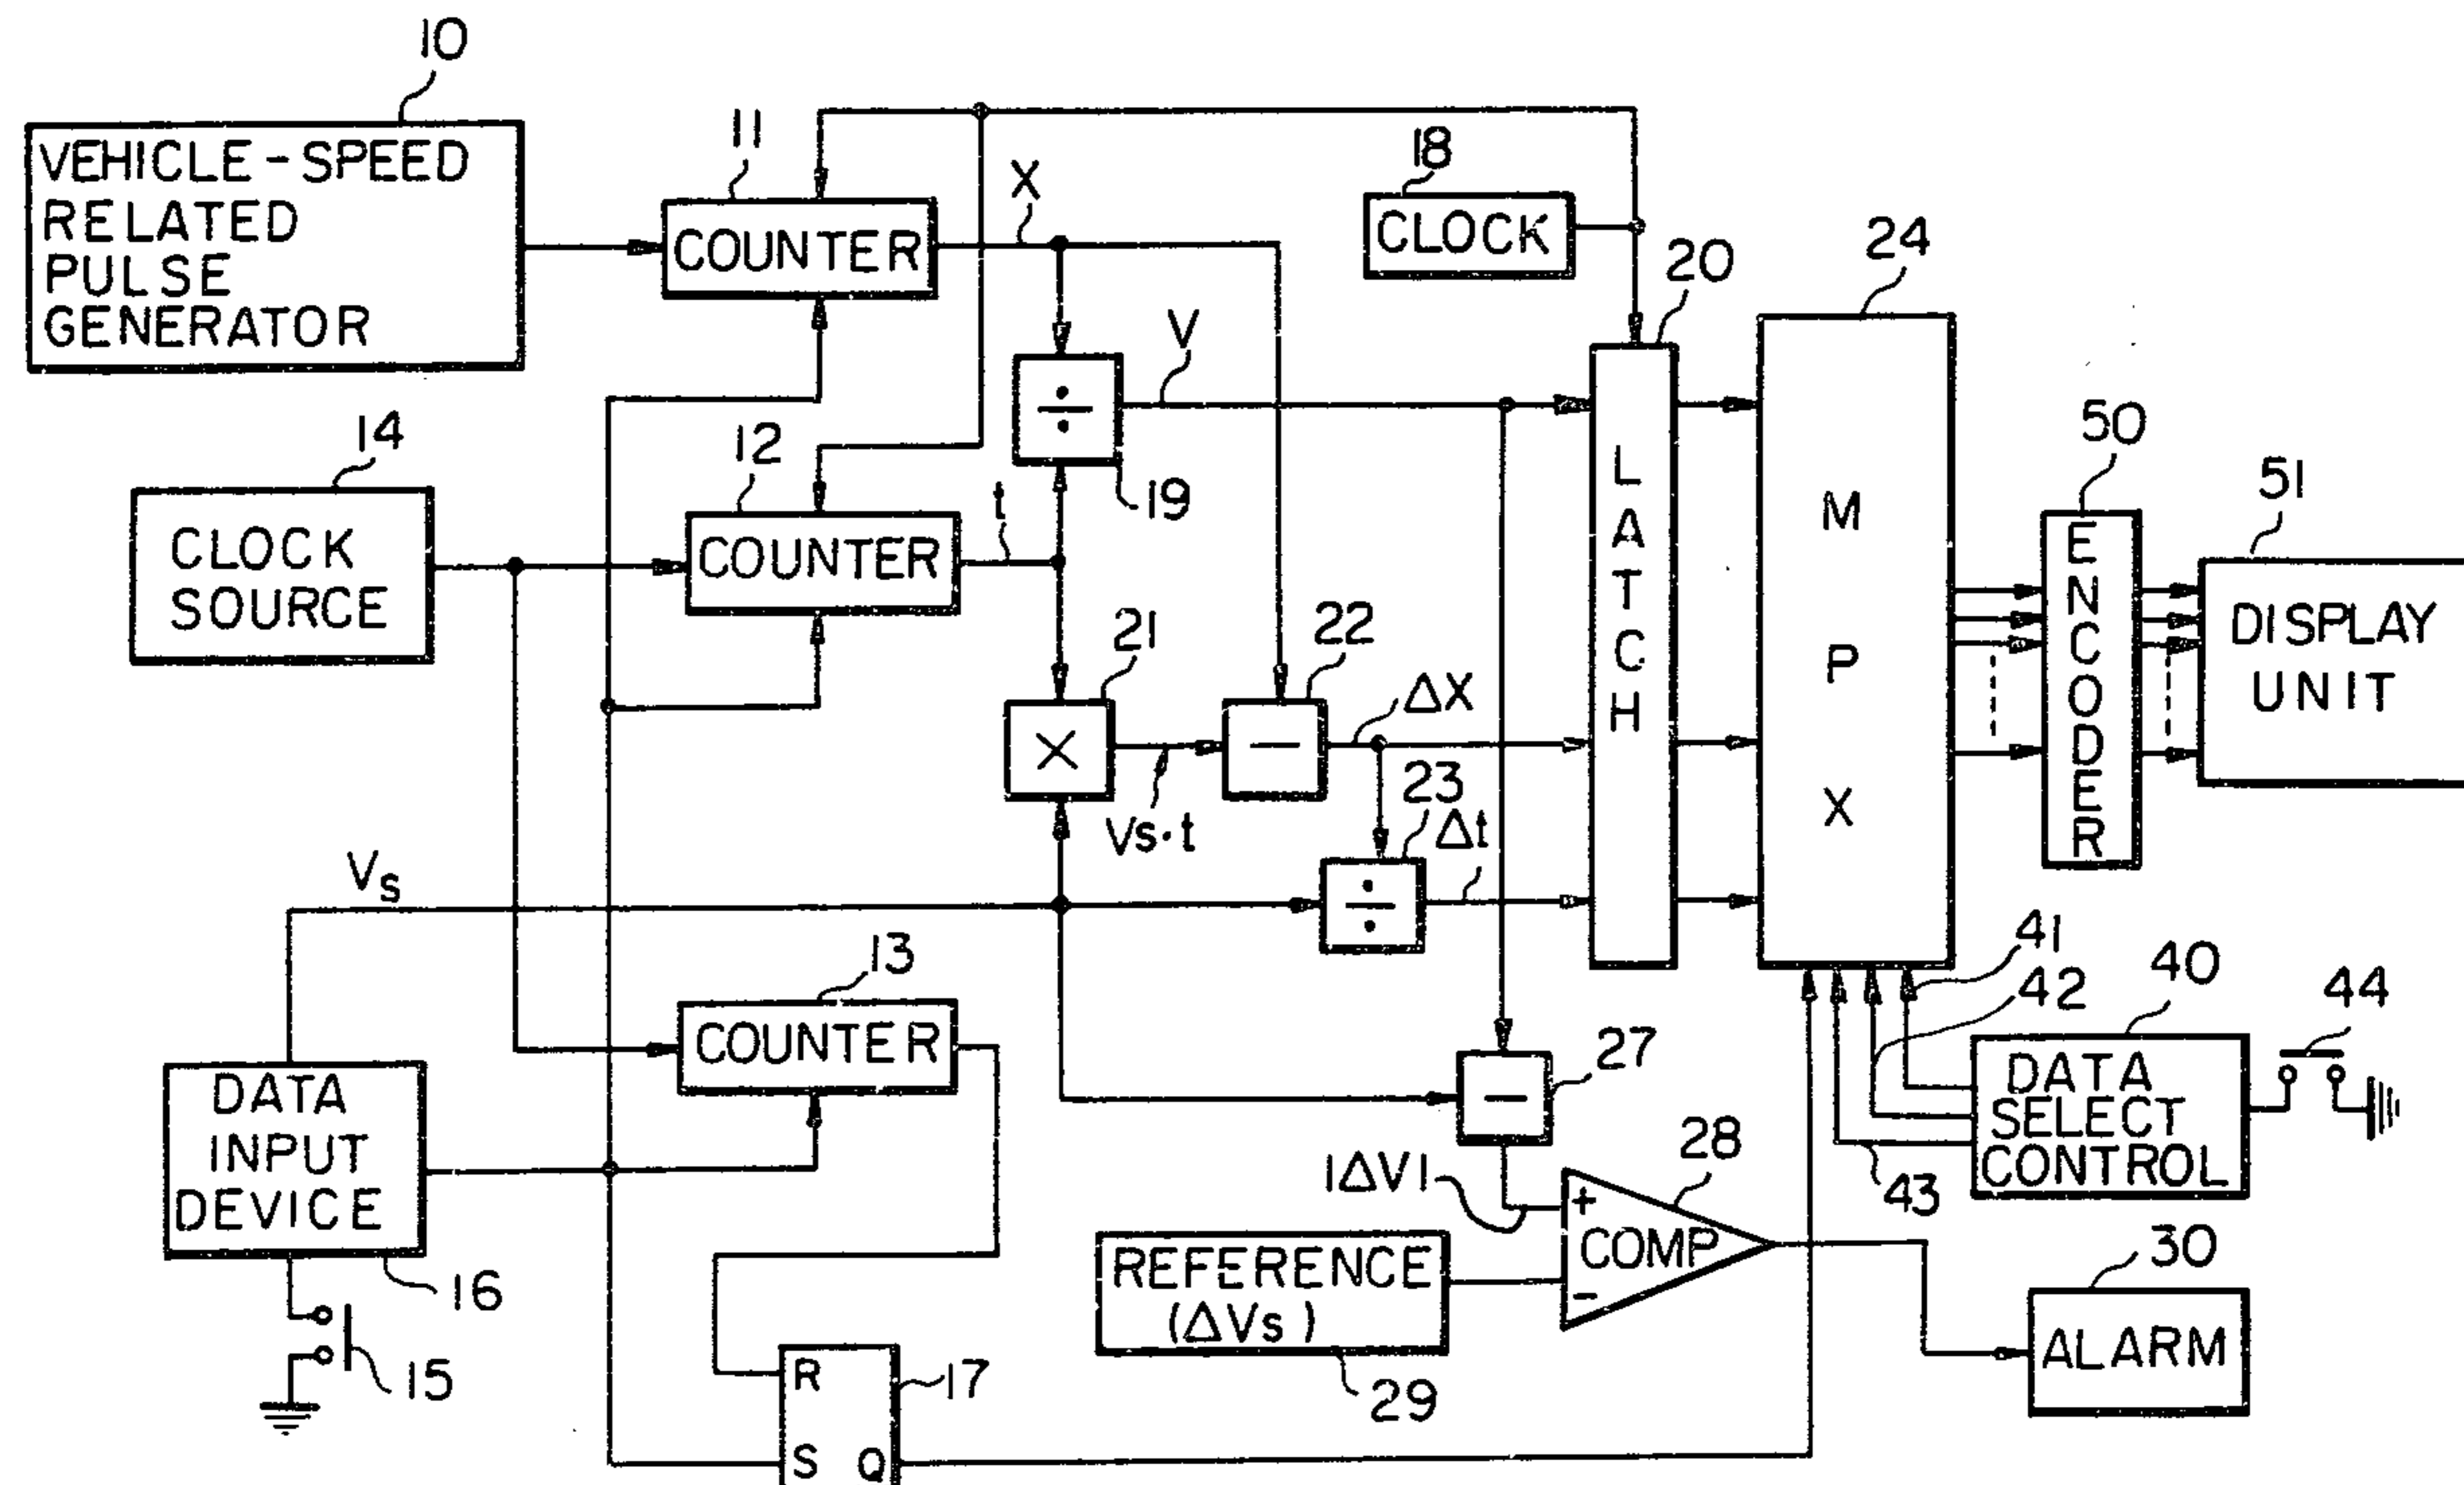 10
VEHICLE-SPEED
RELATED
PULSE
GENERATOR
11
COUNTER
X
18
CLOCK
20
LATCH
24
MPX
V
÷
19
14
CLOCK
SOURCE
12
COUNTER
t
21
×
Vs·t
22
−
ΔX
23
÷
Δt
50
ENCODER
51
DISPLAY
UNIT
Vs
13
COUNTER
DATA
INPUT
DEVICE
16
15
R
S Q
17
27
−
|ΔV|
28
+
COMP
−
REFERENCE
(ΔVs)
29
41
42
43
40
DATA
SELECT
CONTROL
44
30
ALARM